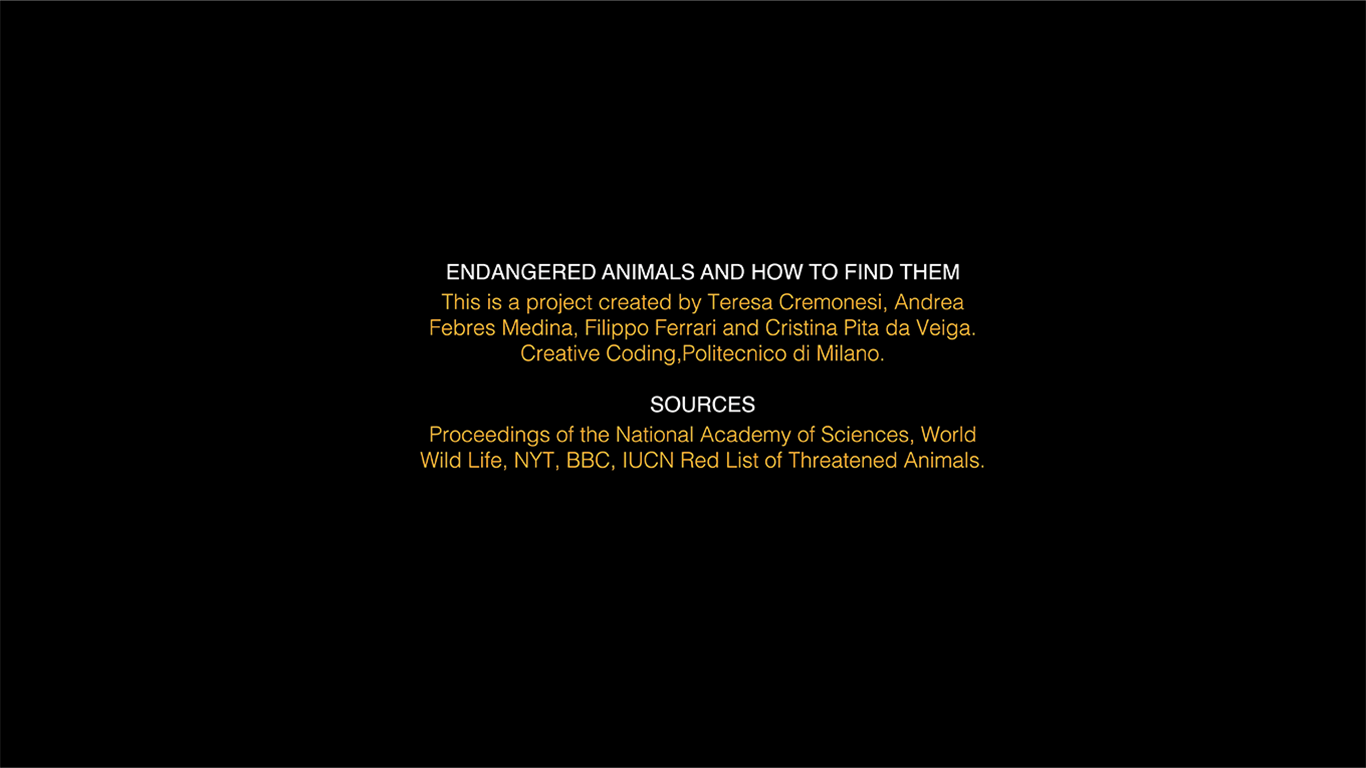 ENDANGERED ANIMALS AND HOW TO FIND THEM
This is a project created by Teresa Cremonesi, Andrea
Febres Medina, Filippo Ferrari and Cristina Pita da Veiga.
Creative Coding,Politecnico di Milano.
SOURCES
Proceedings of the National Academy of Sciences, World
Wild Life, NYT, BBC, IUCN Red List of Threatened Animals.